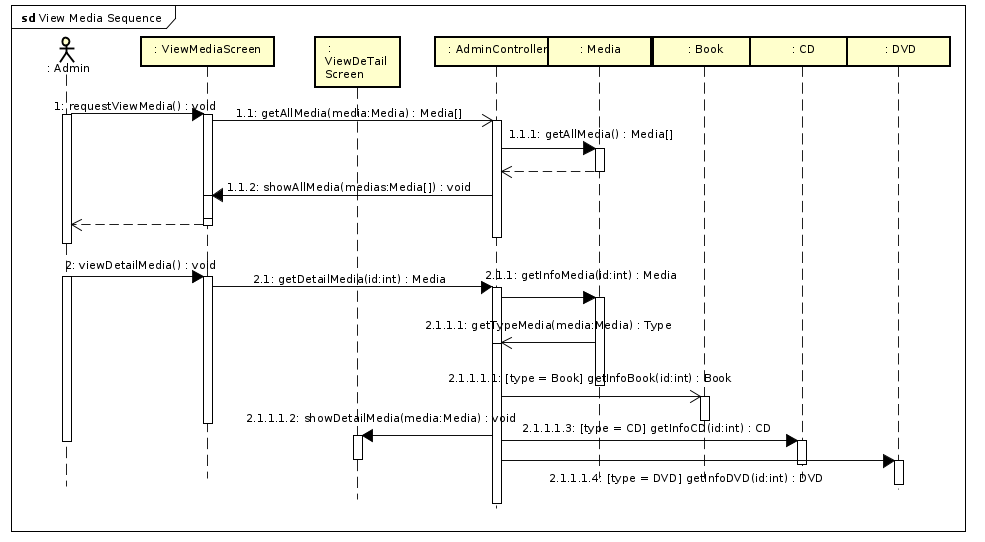 sd View Media Sequence
: Admin
: ViewMediaScreen
:
ViewDeTail
Screen
: AdminController
: Media
: Book
: CD
: DVD
1: requestViewMedia() : void
1.1: getAllMedia(media:Media) : Media[]
1.1.1: getAllMedia() : Media[]
1.1.2: showAllMedia(medias:Media[]) : void
2: viewDetailMedia() : void
2.1: getDetailMedia(id:int) : Media
2.1.1: getInfoMedia(id:int) : Media
2.1.1.1: getTypeMedia(media:Media) : Type
2.1.1.1.1: [type = Book] getInfoBook(id:int) : Book
2.1.1.1.2: showDetailMedia(media:Media) : void
2.1.1.1.3: [type = CD] getInfoCD(id:int) : CD
2.1.1.1.4: [type = DVD] getInfoDVD(id:int) : DVD